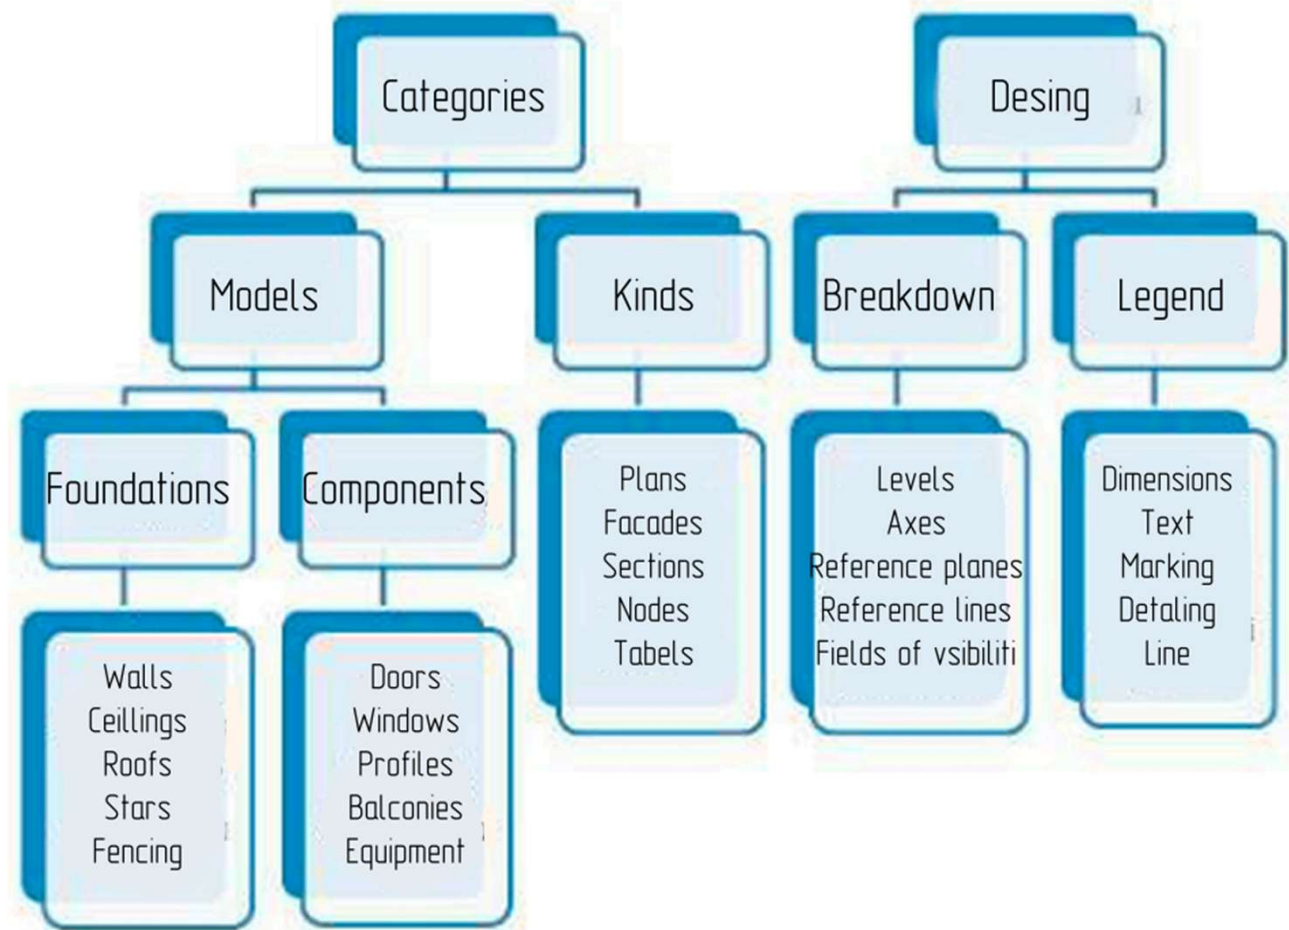 Categories
Desing
Models
Kinds
Breakdown
Legend
Foundations
Components
Plans
Facades
Sections
Nodes
Tabels
Levels
Axes
Reference planes
Reference lines
Fields of vsibiliti
Dimensions
Text
Marking
Detaling
Line
Walls
Ceillings
Roofs
Stars
Fencing
Doors
Windows
Profiles
Balconies
Equipment